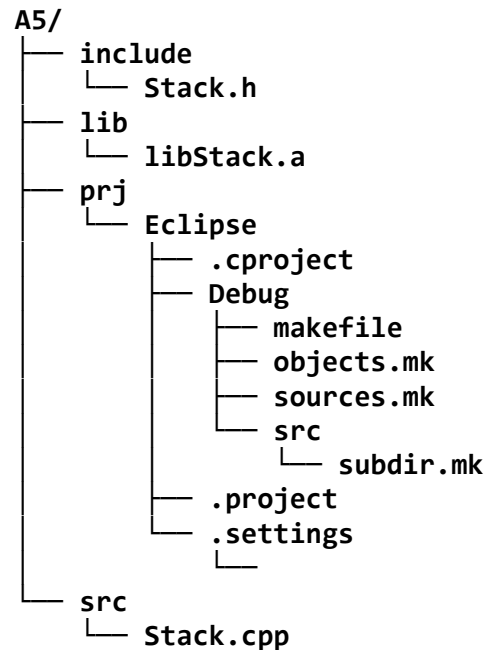 A5/
├── include
│   └── Stack.h
├── lib
│   └── libStack.a
├── prj
│   └── Eclipse
│       ├── .cproject
│       ├── Debug
│       │   ├── makefile
│       │   ├── objects.mk
│       │   ├── sources.mk
│       │   └── src
│       │       └── subdir.mk
│       ├── .project
│       └── .settings
│           └──
└── src
    └── Stack.cpp